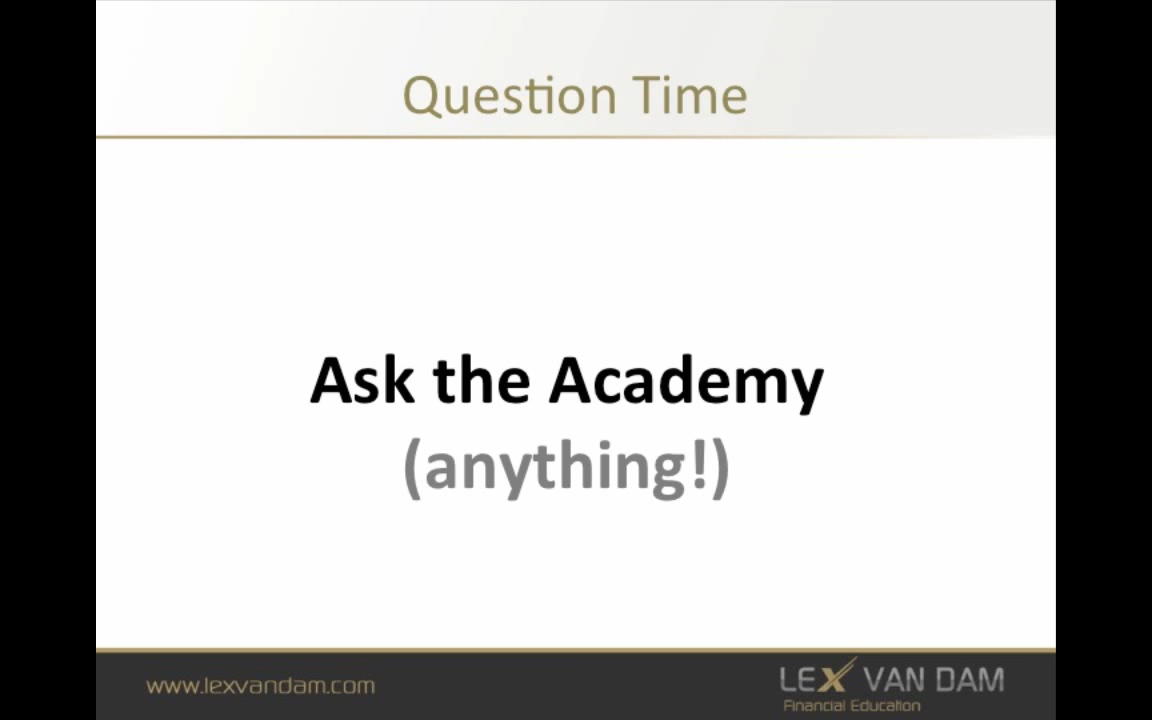 Question Time
Ask the Academy
(anything!)
www.lexvandam.com
LEX VAN DAM
Financial Education